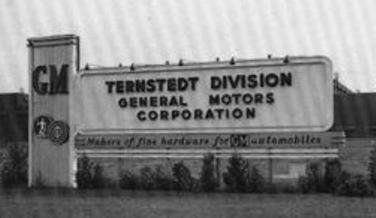 GM
TERNSTEDT DIVISION
GENERAL MOTORS
CORPORATION
Makers of fine hardware for GM automobiles